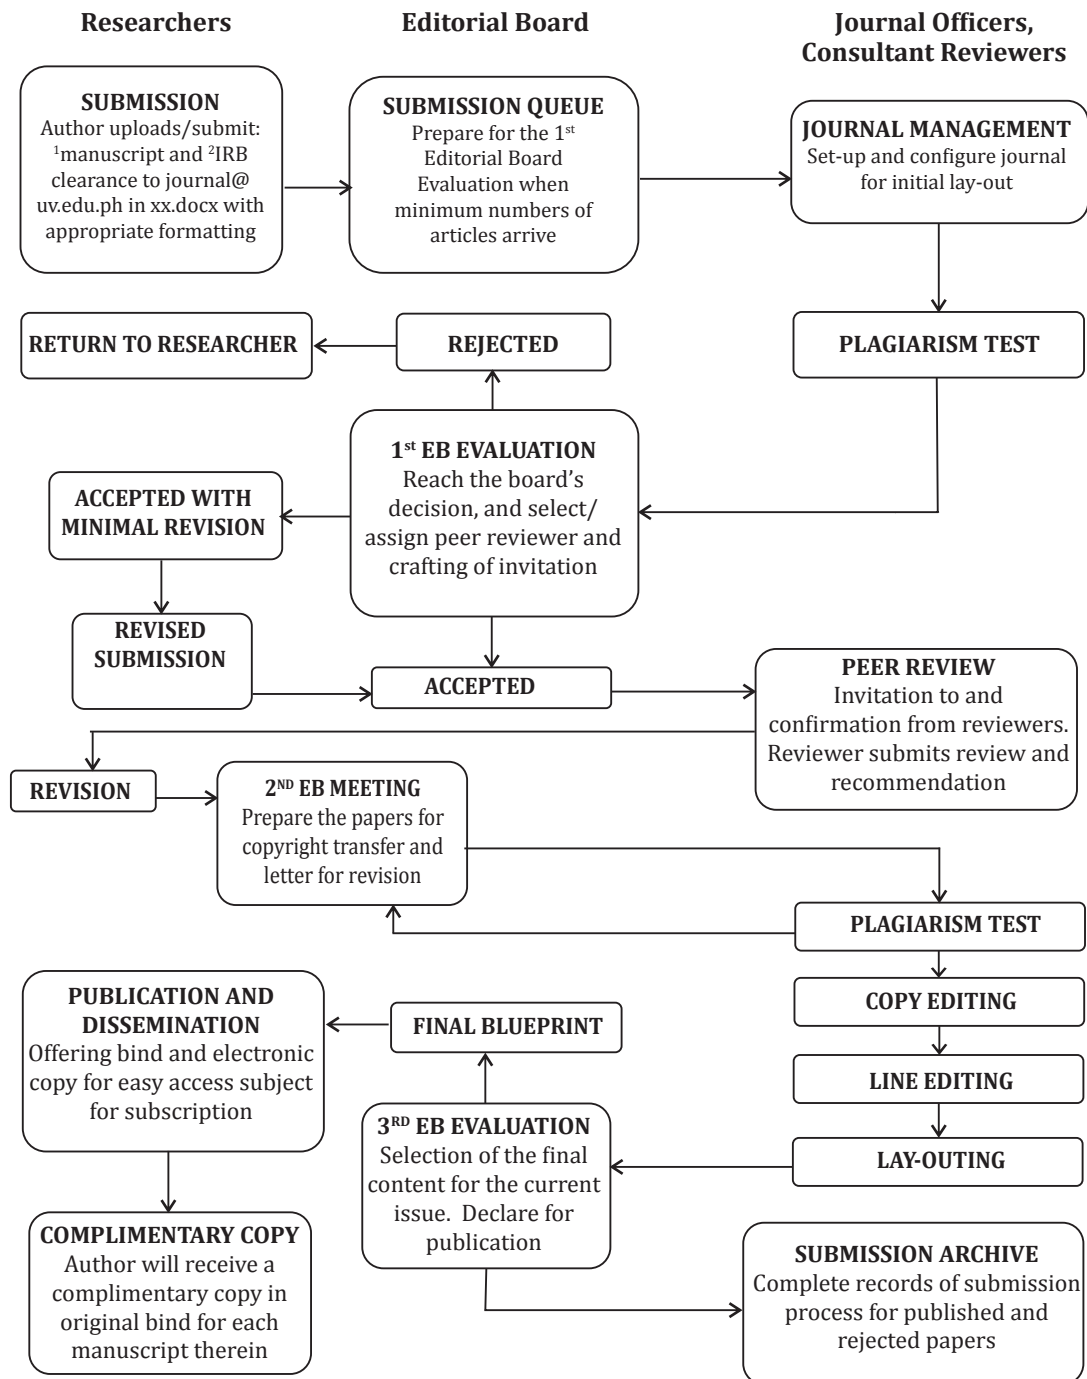 Researchers
Editorial Board
Journal Officers,
Consultant Reviewers
SUBMISSION
Author uploads/submit:
¹manuscript and ²IRB
clearance to journal@
uv.edu.ph in xx.docx with
appropriate formatting
SUBMISSION QUEUE
Prepare for the 1st
Editorial Board
Evaluation when
minimum numbers of
articles arrive
JOURNAL MANAGEMENT
Set-up and configure journal
for initial lay-out
RETURN TO RESEARCHER
REJECTED
PLAGIARISM TEST
1st EB EVALUATION
Reach the board's
decision, and select/
assign peer reviewer and
crafting of invitation
ACCEPTED WITH
MINIMAL REVISION
REVISED
SUBMISSION
ACCEPTED
PEER REVIEW
Invitation to and
confirmation from reviewers.
Reviewer submits review and
recommendation
REVISION
2ND EB MEETING
Prepare the papers for
copyright transfer and
letter for revision
PLAGIARISM TEST
COPY EDITING
LINE EDITING
LAY-OUTING
PUBLICATION AND
DISSEMINATION
Offering bind and electronic
copy for easy access subject
for subscription
FINAL BLUEPRINT
3RD EB EVALUATION
Selection of the final
content for the current
issue.  Declare for
publication
COMPLIMENTARY COPY
Author will receive a
complimentary copy in
original bind for each
manuscript therein
SUBMISSION ARCHIVE
Complete records of submission
process for published and
rejected papers